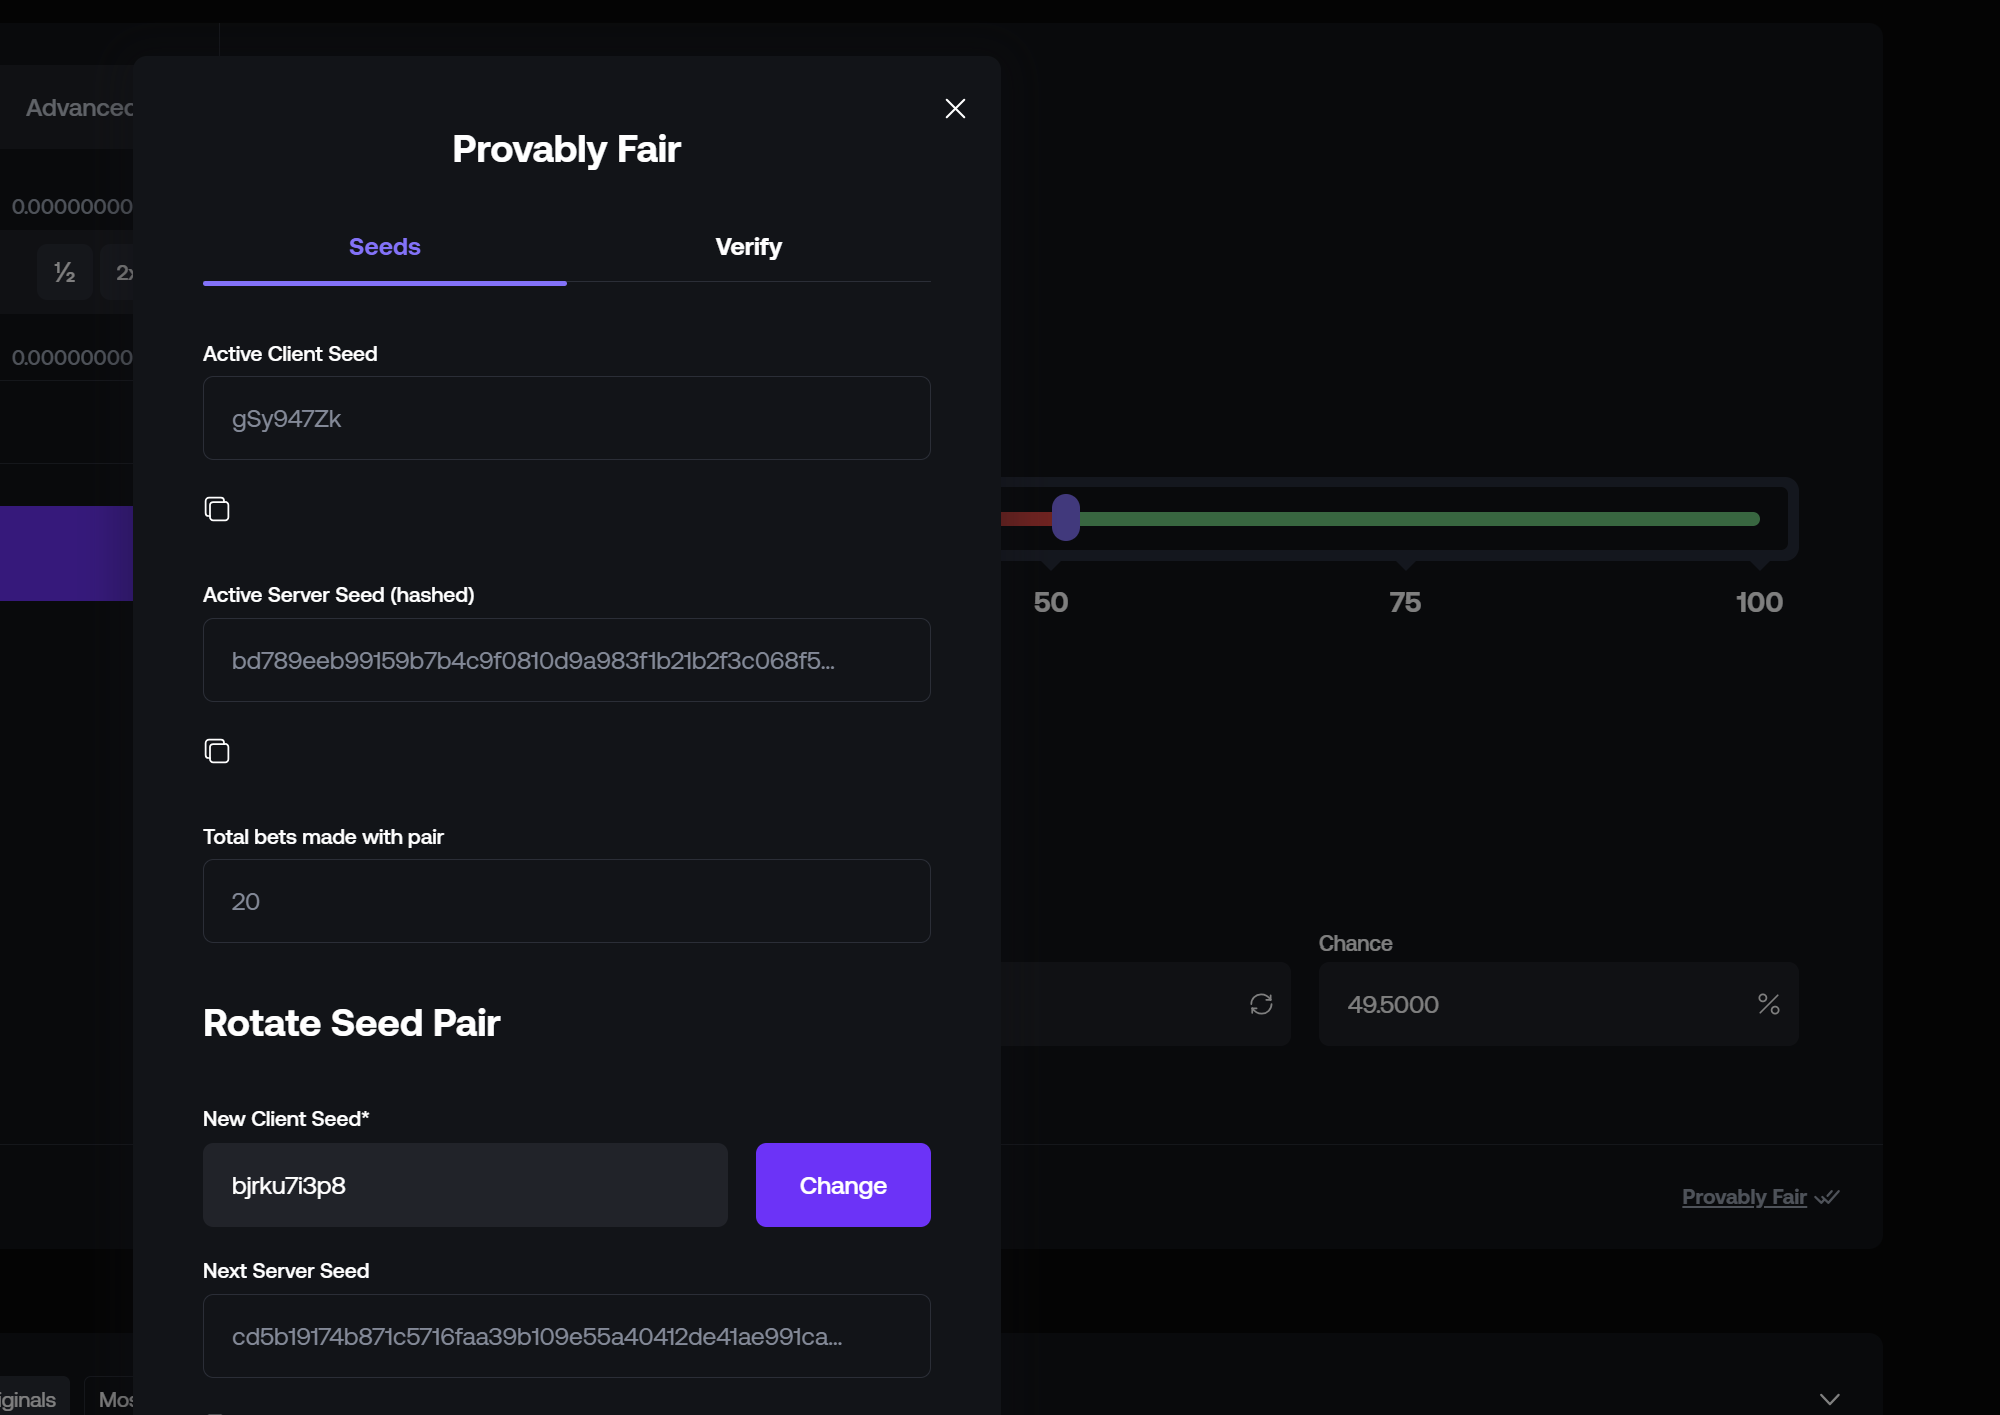 Advanced
0.00000000
½
2x
0.00000000
Provably Fair
Seeds
Verify
Active Client Seed
gSy947Zk
Active Server Seed (hashed)
bd789eeb99159b7b4c9f0810d9a983f1b21b2f3c068f5...
Total bets made with pair
20
Rotate Seed Pair
New Client Seed*
bjrku7i3p8
Change
Next Server Seed
cd5b19174b871c5716faa39b109e55a40412de41ae991ca...
50
75
100
Chance
49.5000
%
Provably Fair
iginals
Mos